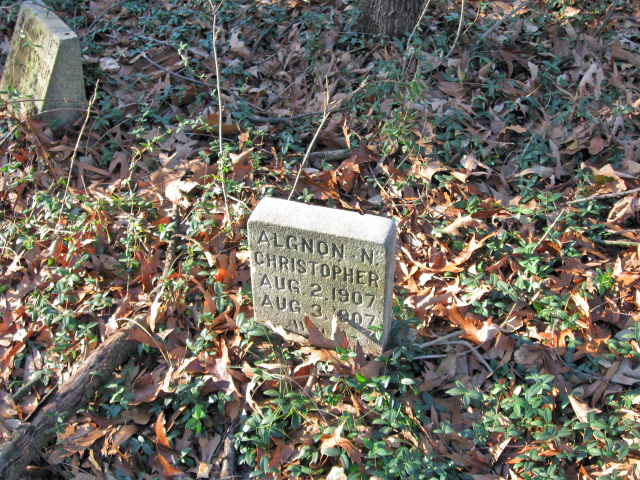 ALGNON N.
CHRISTOPHER
AUG 2, 1907
AUG 3, 1907